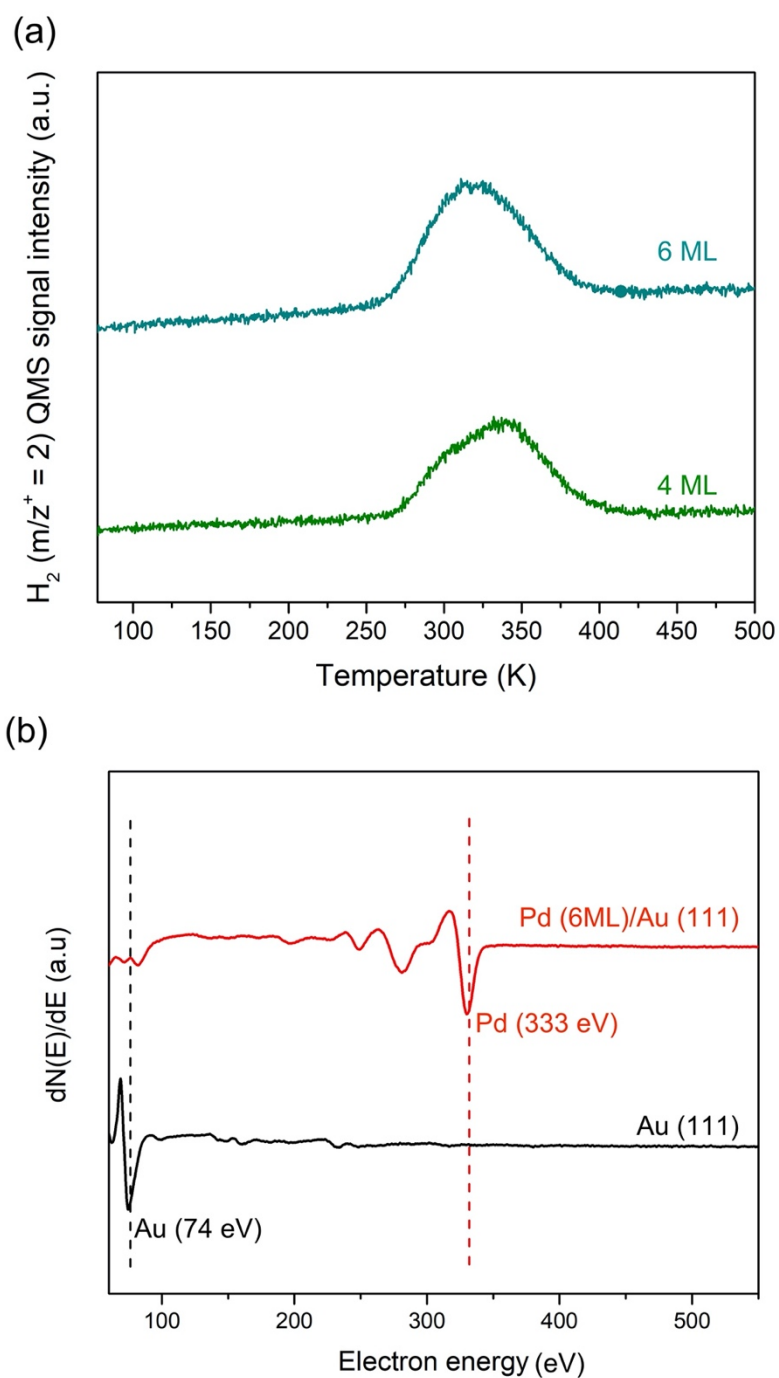 (a)
H₂ (m/z⁺ = 2) QMS signal intensity (a.u.)
6 ML
4 ML
100 150 200 250 300 350 400 450 500
Temperature (K)
(b)
dN(E)/dE (a.u)
Pd (6ML)/Au (111)
Pd (333 eV)
Au (111)
Au (74 eV)
100 200 300 400 500
Electron energy (eV)